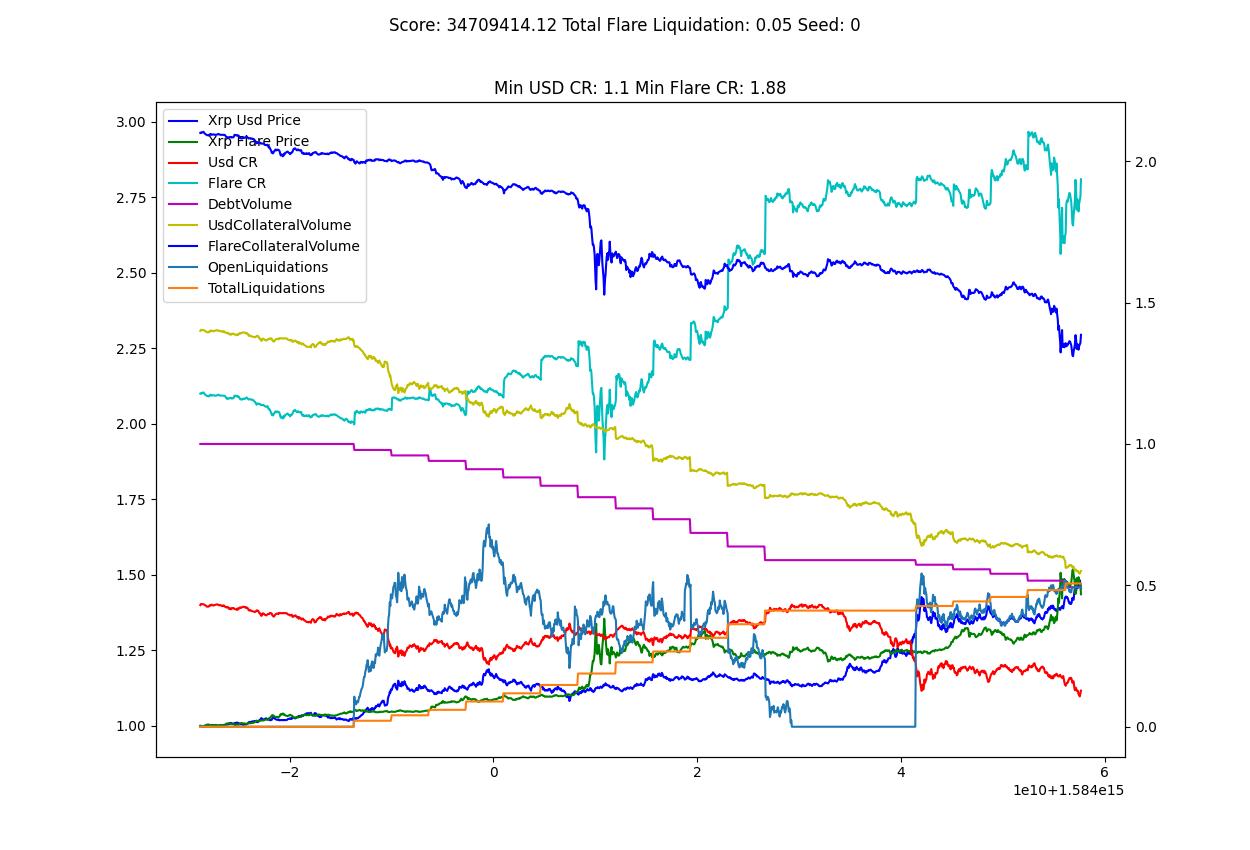 Score: 34709414.12 Total Flare Liquidation: 0.05 Seed: 0
Min USD CR: 1.1 Min Flare CR: 1.88
Xrp Usd Price
Xrp Flare Price
Usd CR
Flare CR
DebtVolume
UsdCollateralVolume
FlareCollateralVolume
OpenLiquidations
TotalLiquidations
3.00
2.75
2.50
2.25
2.00
1.75
1.50
1.25
1.00
2.0
1.5
1.0
0.5
0.0
−2 0 2 4 6
1e10+1.584e15